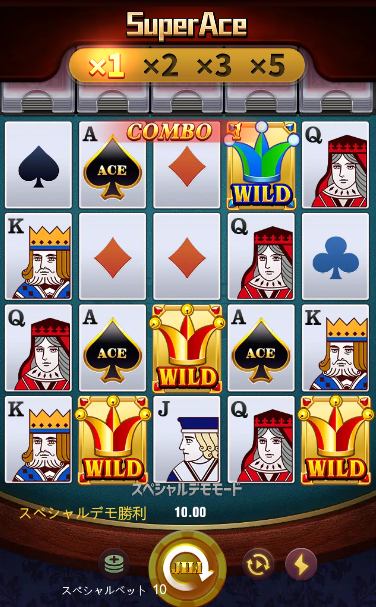 SuperAce
×1 ×2 ×3 ×5
COMBO 1
A Q
ACE WILD
K Q
Q A A K
ACE WILD ACE
K J Q
WILD WILD
スペシャルデモモード
スペシャルデモ勝利 10.00
JILI
スペシャルベット 10